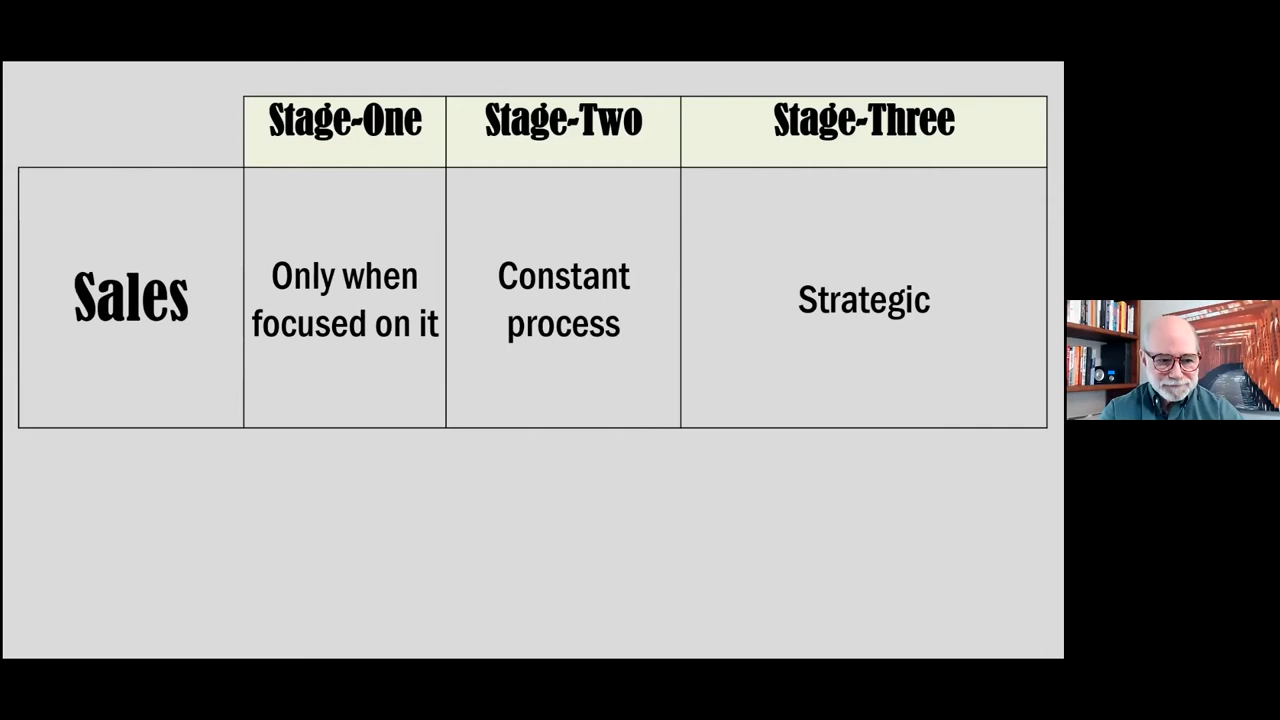 Stage-One Stage-Two Stage-Three
Sales
Only when
focused on it
Constant
process
Strategic